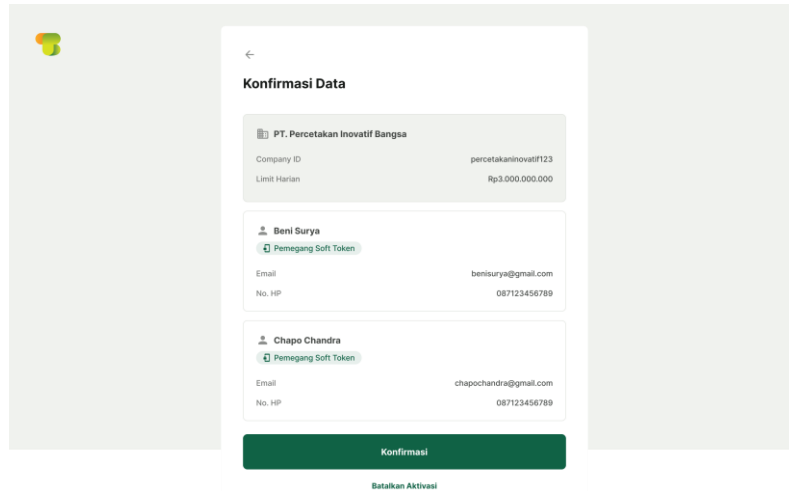 Konfirmasi Data
PT. Percetakan Inovatif Bangsa
Company ID percetakaninovatif123
Limit Harian Rp3.000.000.000
Beni Surya
Pemegang Soft Token
Email benisurya@gmail.com
No. HP 087123456789
Chapo Chandra
Pemegang Soft Token
Email chapochandra@gmail.com
No. HP 087123456789
Konfirmasi
Batalkan Aktivasi